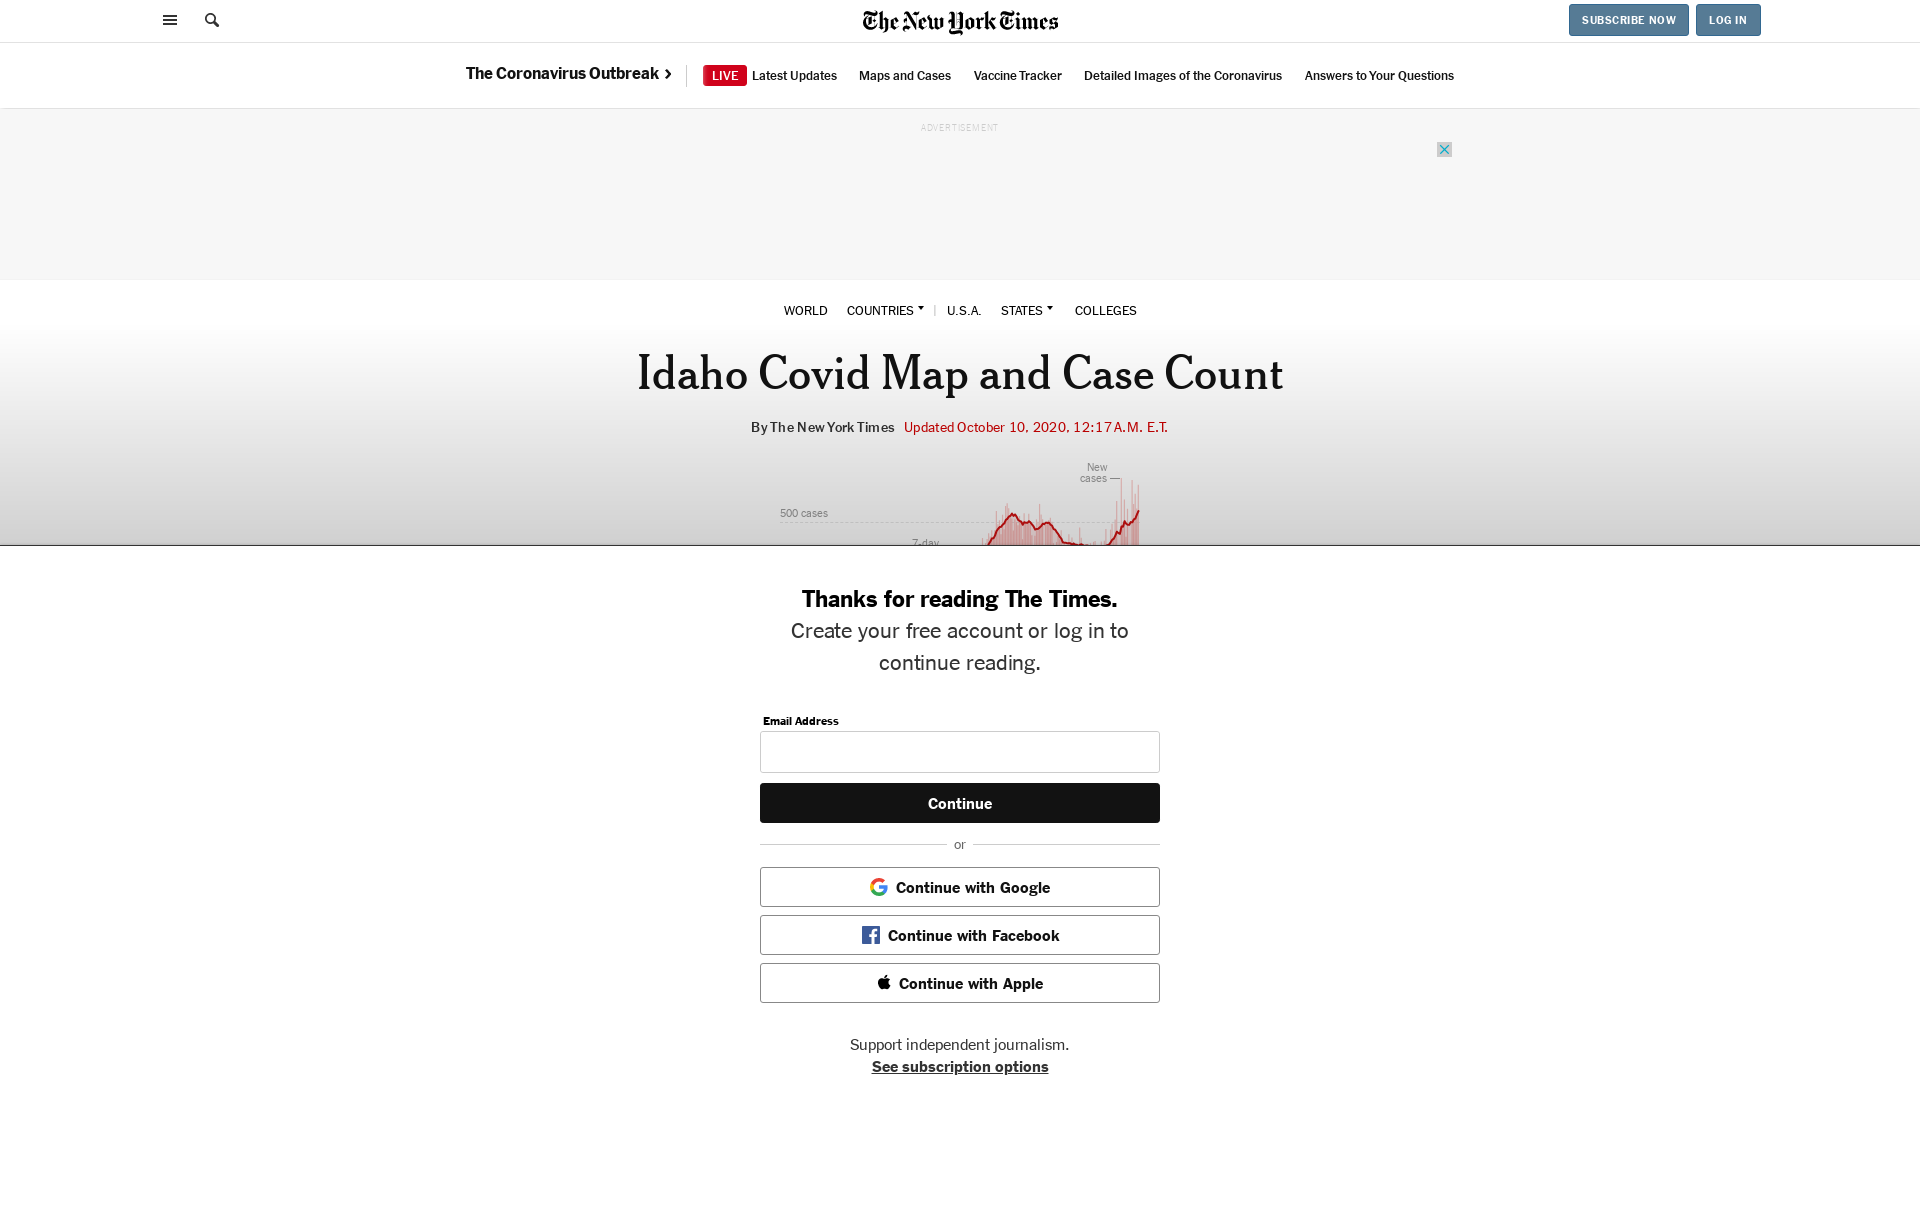 The New York Times
SUBSCRIBE NOW
LOG IN
The Coronavirus Outbreak
LIVE Latest Updates
Maps and Cases
Vaccine Tracker
Detailed Images of the Coronavirus
Answers to Your Questions
ADVERTISEMENT
WORLD
COUNTRIES
U.S.A.
STATES
COLLEGES
Idaho Covid Map and Case Count
By The New York Times Updated October 10, 2020, 12:17 A.M. E.T.
New
cases
500 cases
7-day
Thanks for reading The Times.
Create your free account or log in to
continue reading.
Email Address
Continue
or
Continue with Google
Continue with Facebook
Continue with Apple
Support independent journalism.
See subscription options